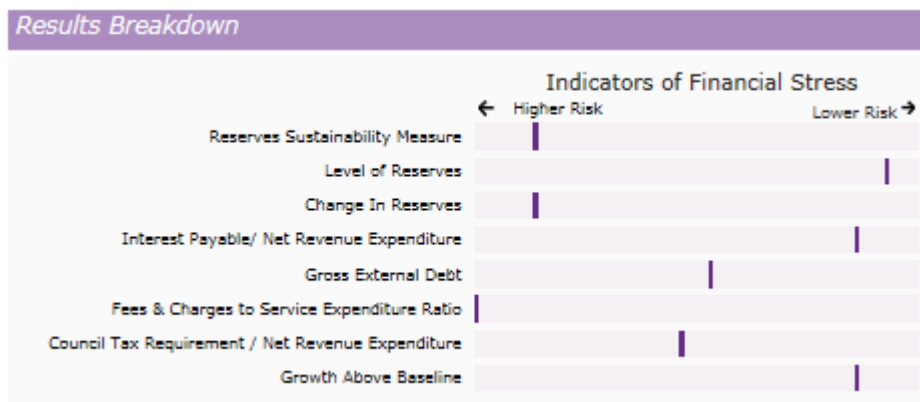 Results Breakdown
Indicators of Financial Stress
← Higher Risk Lower Risk →
Reserves Sustainability Measure
Level of Reserves
Change In Reserves
Interest Payable/ Net Revenue Expenditure
Gross External Debt
Fees & Charges to Service Expenditure Ratio
Council Tax Requirement / Net Revenue Expenditure
Growth Above Baseline